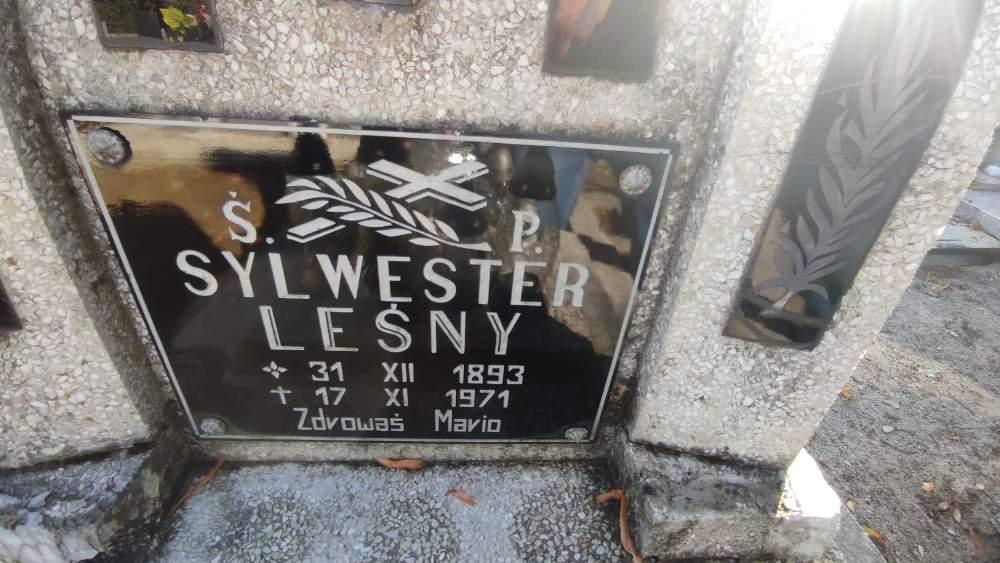 Ś. P.
SYLWESTER
LEŚNY
31 XII 1893
✝ 17 XI 1971
Zdrowaś Mario